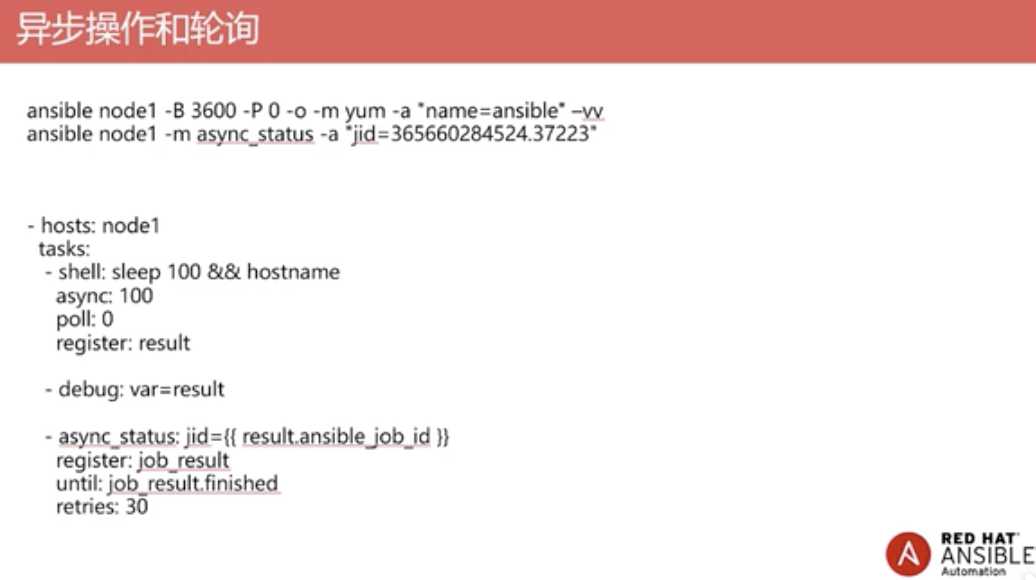 异步操作和轮询
ansible node1 -B 3600 -P 0 -o -m yum -a "name=ansible" –vv
ansible node1 -m async_status -a "jid=365660284524.37223"
- hosts: node1
tasks:
- shell: sleep 100 && hostname
async: 100
poll: 0
register: result
- debug: var=result
- async_status: jid={{ result.ansible_job_id }}
register: job_result
until: job_result.finished
retries: 30
RED HAT
ANSIBLE
Automation